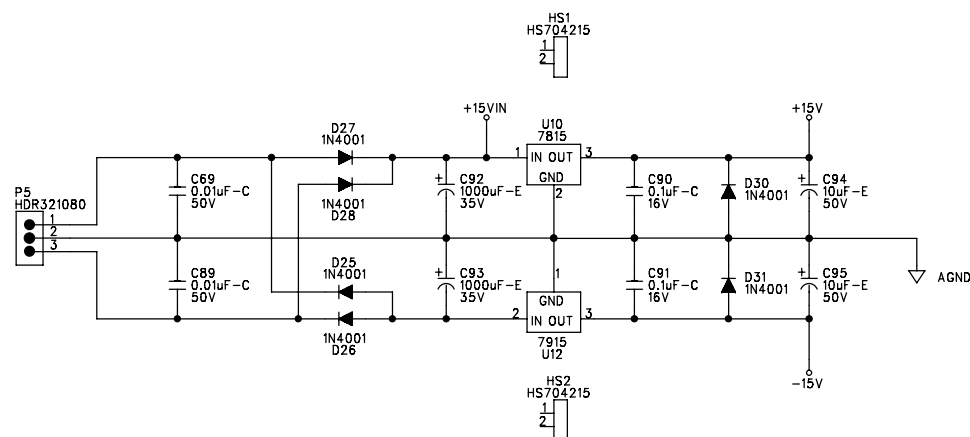 HS1
HS704215
1
2
+15VIN
+15V
D27
1N4001
U10
7815
1
IN OUT
3
GND
2
C69
0.01uF-C
50V
1N4001
D28
C92
1000uF-E
35V
C90
0.1uF-C
16V
D30
1N4001
C94
10uF-E
50V
P5
HDR321080
1
2
3
C89
0.01uF-C
50V
D25
1N4001
C93
1000uF-E
35V
1
GND
2
IN OUT
3
C91
0.1uF-C
16V
D31
1N4001
C95
10uF-E
50V
AGND
1N4001
D26
7915
U12
-15V
HS2
HS704215
1
2